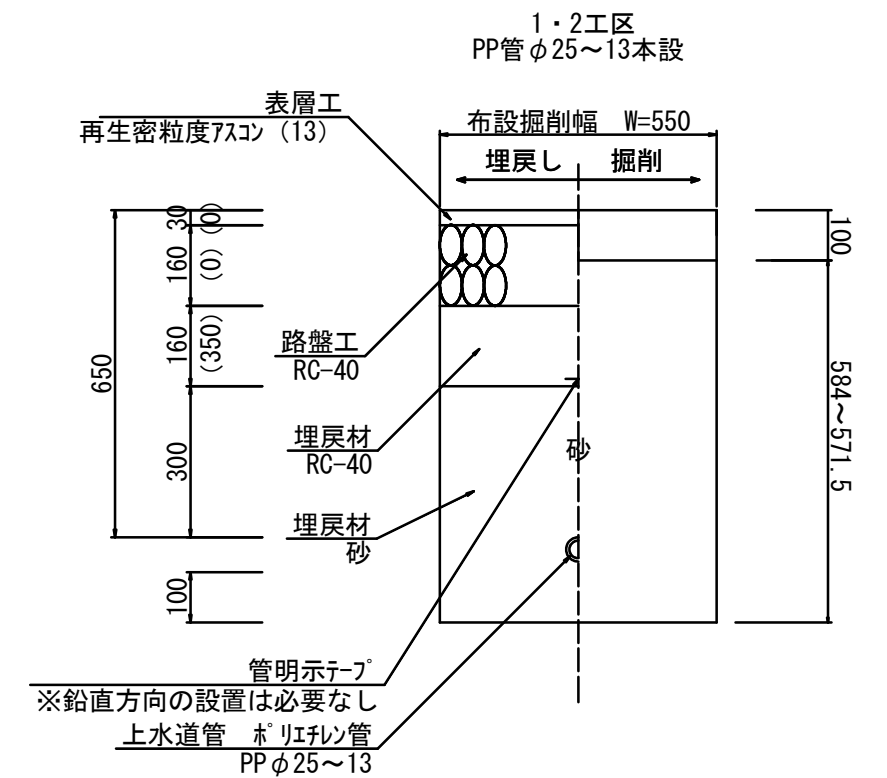 1・2工区
PP管φ25～13本設
表層工
再生密粒度ｱｽｺﾝ (13)
布設掘削幅 W=550
埋戻し 掘削
30
(0)
160
(0)
160
(350)
300
100
650
100
584～571.5
路盤工
RC-40
埋戻材
RC-40
砂
埋戻材
砂
管明示ﾃｰﾌﾟ
※鉛直方向の設置は必要なし
上水道管 ﾎﾟﾘｴﾁﾚﾝ管
PPφ25～13